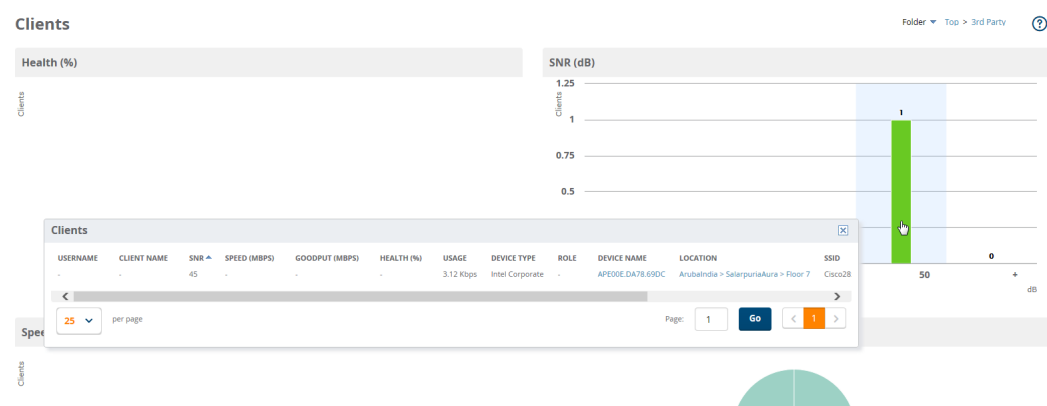 Clients
Folder Top > 3rd Party ?
Health (%)
SNR (dB)
Clients
Clients
1.25
1
0.75
0.5
1
0
50
+
dB
Clients
USERNAME CLIENT NAME SNR SPEED (MBPS) GOODPUT (MBPS) HEALTH (%) USAGE DEVICE TYPE ROLE DEVICE NAME LOCATION SSID
- - 45 - - - 3.12 Kbps Intel Corporate - APE00E.DA78.69DC ArubaIndia > SalarpuriaAura > Floor 7 Cisco28
25 per page
Page: 1 Go < 1 >
Spee
Clients